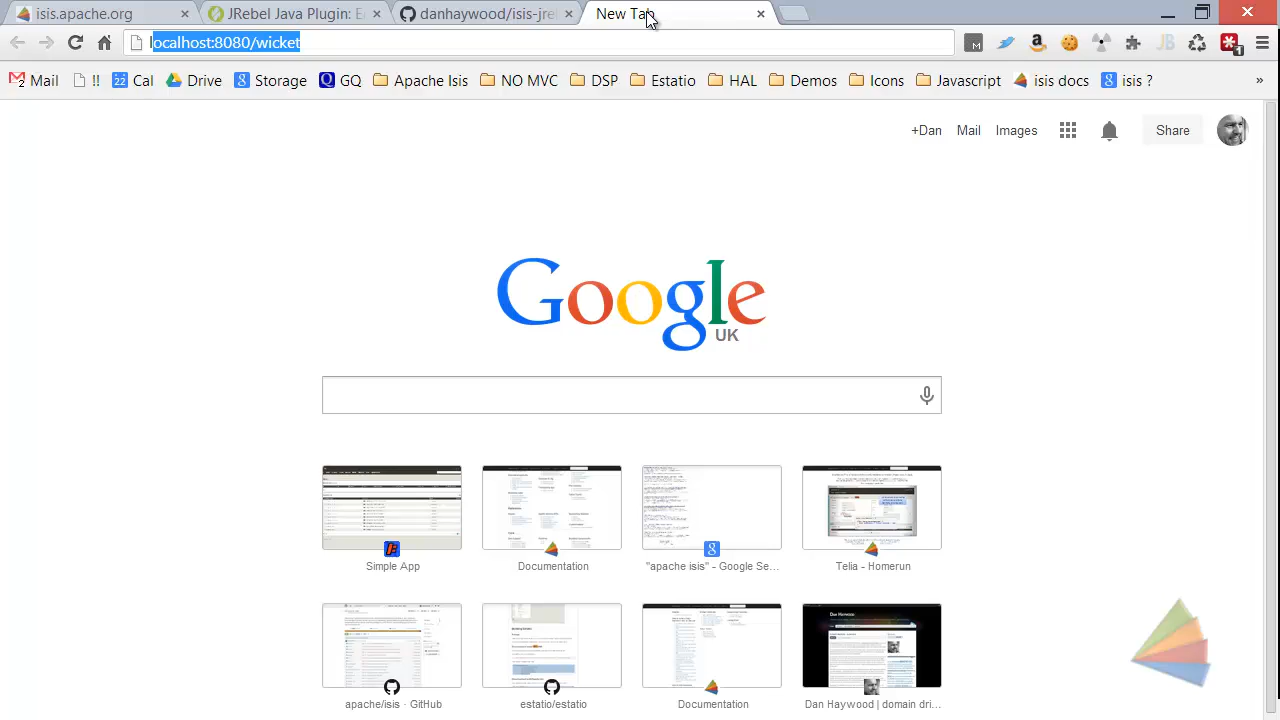 isis.apache.org
JRebel Java Plugin: E
danhaywood/isis-jre
New Tab
localhost:8080/wicket
Mail
!!
Cal
Drive
Storage
GQ
Apache Isis
NO MVC
DSP
Estatio
HAL
Demos
Icons
Javascript
isis docs
isis ?
»
+Dan
Mail
Images
Share
Google
UK
Simple App
Documentation
"apache isis" - Google Se...
Telia - Homerun
apache/isis · GitHub
estatio/estatio
Documentation
Dan Haywood | domain dri...